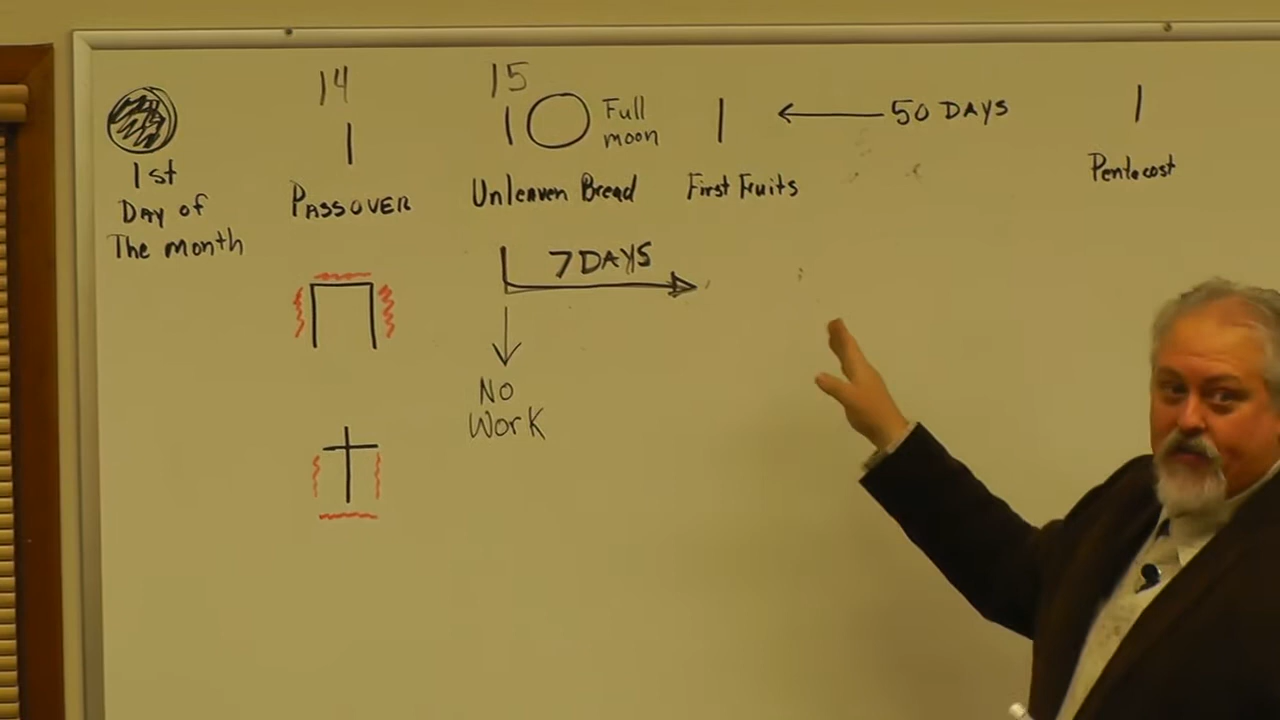 14
15
Full
moon
50 DAYS
1st
Day of
The month
PASSOVER
Unleaven Bread
First Fruits
Pentecost
7 DAYS
No
Work